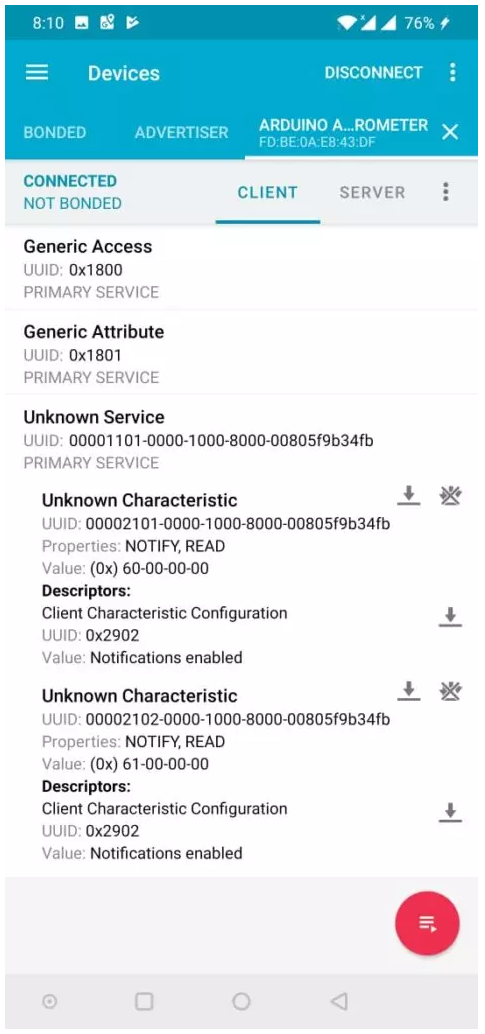 8:10 76%
Devices DISCONNECT
BONDED ADVERTISER ARDUINO A...ROMETER
FD:BE:0A:E8:43:DF
CONNECTED
NOT BONDED
CLIENT SERVER
Generic Access
UUID: 0x1800
PRIMARY SERVICE
Generic Attribute
UUID: 0x1801
PRIMARY SERVICE
Unknown Service
UUID: 00001101-0000-1000-8000-00805f9b34fb
PRIMARY SERVICE
Unknown Characteristic
UUID: 00002101-0000-1000-8000-00805f9b34fb
Properties: NOTIFY, READ
Value: (0x) 60-00-00-00
Descriptors:
Client Characteristic Configuration
UUID: 0x2902
Value: Notifications enabled
Unknown Characteristic
UUID: 00002102-0000-1000-8000-00805f9b34fb
Properties: NOTIFY, READ
Value: (0x) 61-00-00-00
Descriptors:
Client Characteristic Configuration
UUID: 0x2902
Value: Notifications enabled